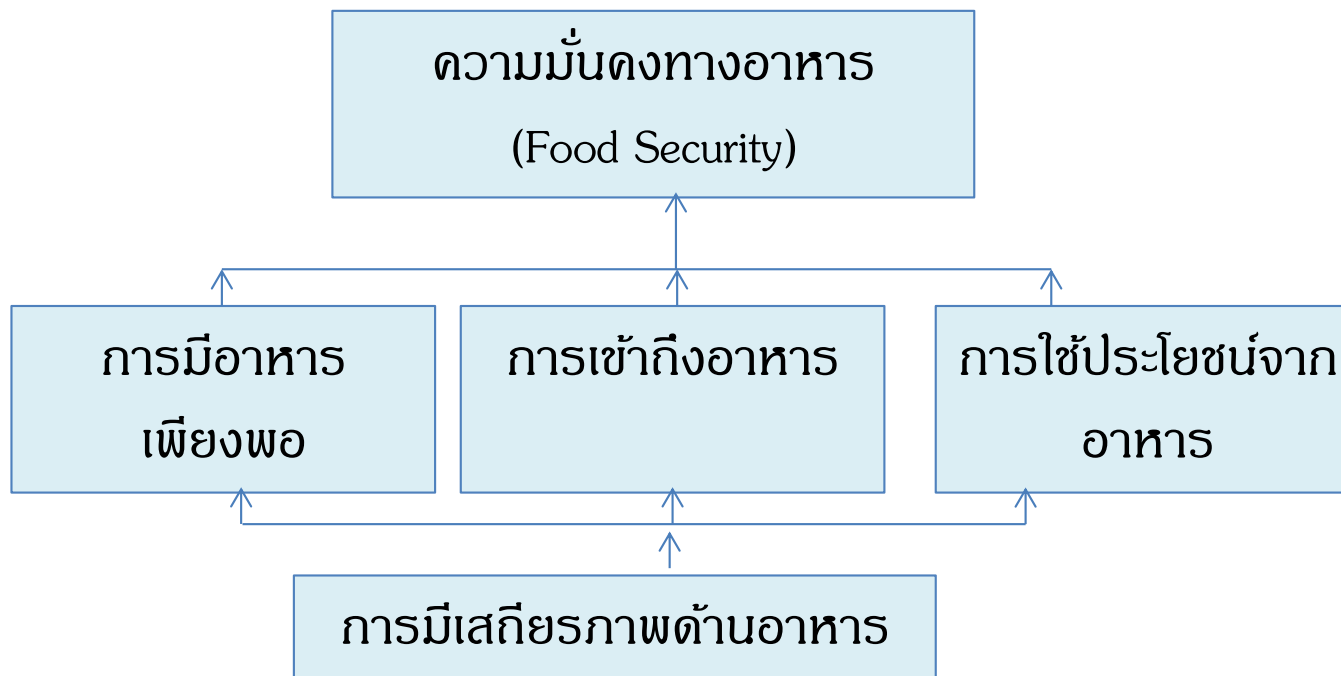 ความมั่นคงทางอาหาร
(Food Security)
การมีอาหาร
เพียงพอ
การเข้าถึงอาหาร
การใช้ประโยชน์จาก
อาหาร
การมีเสถียรภาพด้านอาหาร